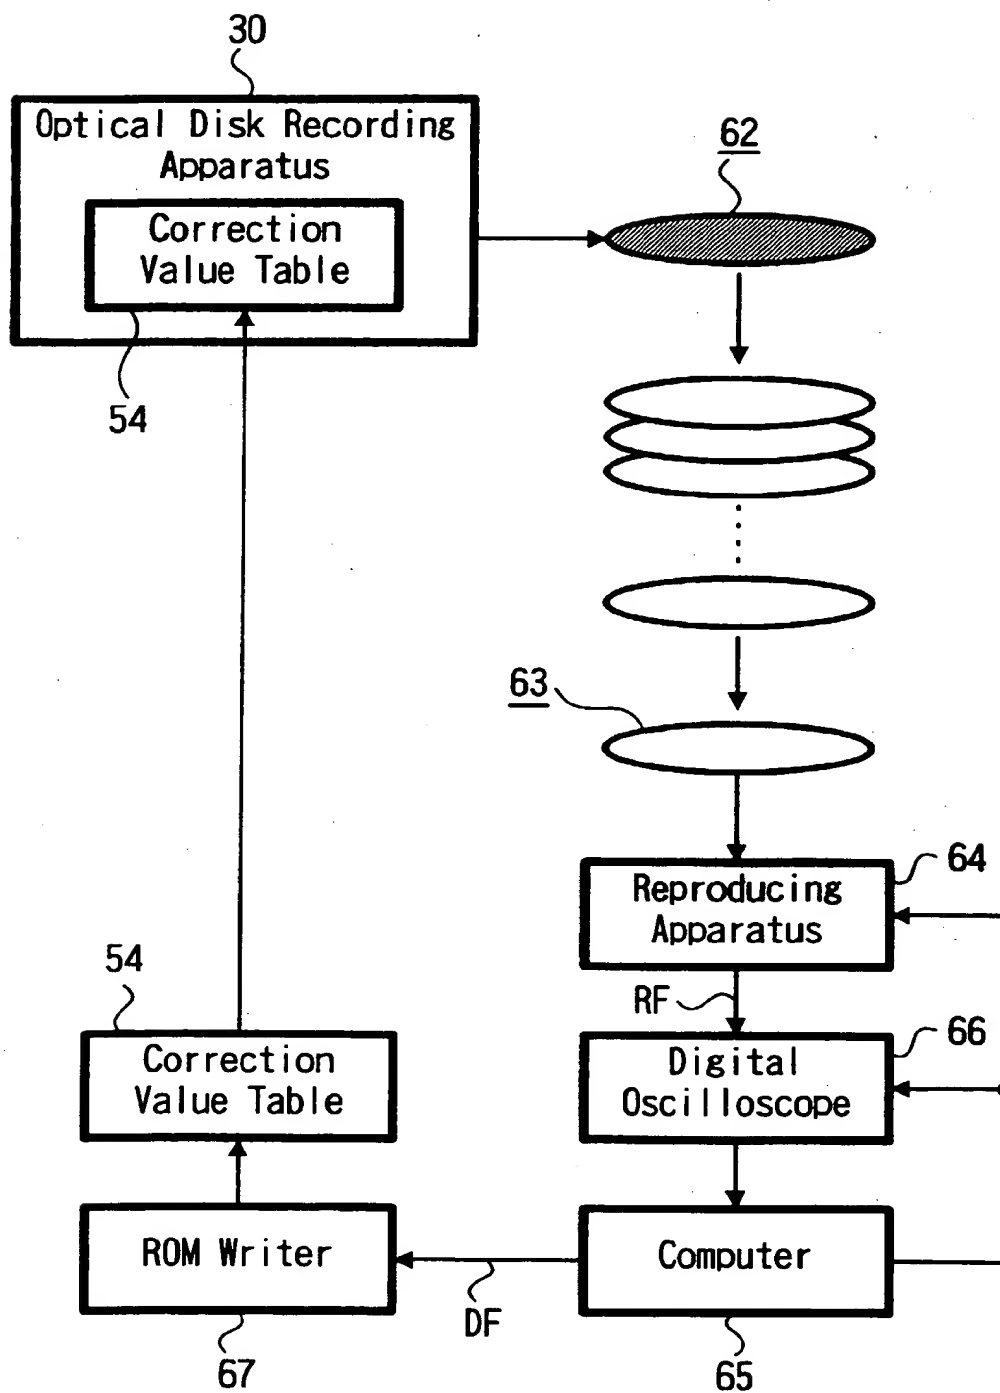 30
Optical Disk Recording
Apparatus
62
Correction
Value Table
54
63
64
Reproducing
Apparatus
54
RF
66
Correction
Value Table
Digital
Oscilloscope
ROM Writer
Computer
DF
67
65